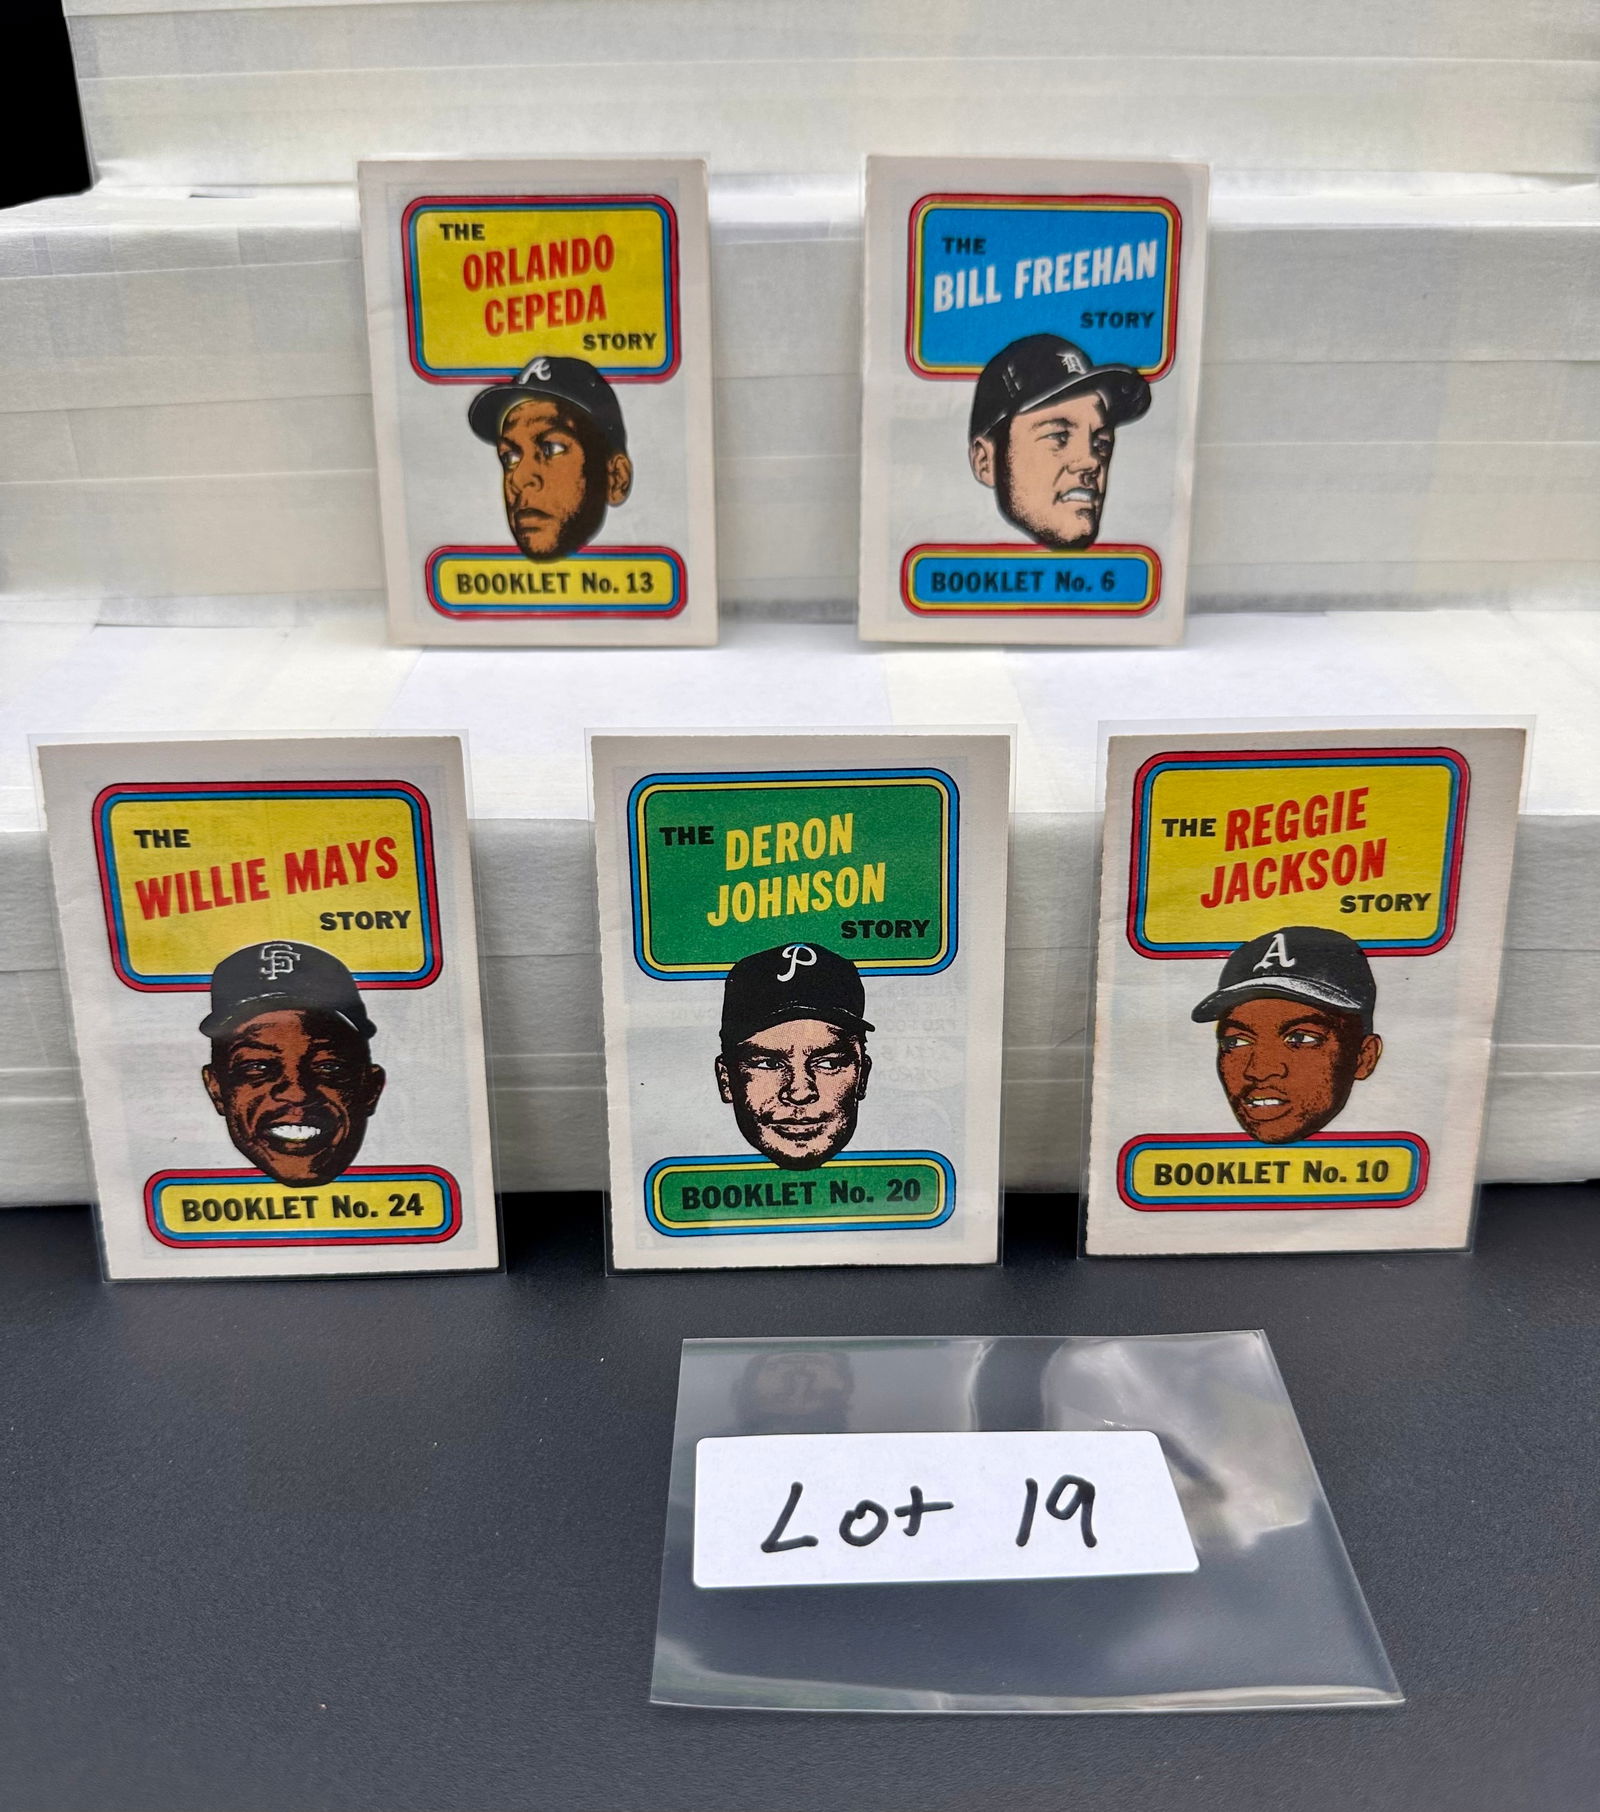 THE
ORLANDO
CEPEDA
STORY
A
BOOKLET No. 13
THE
BILL FREEHAN
STORY
D
BOOKLET No. 6
THE
WILLIE MAYS
STORY
SF
BOOKLET No. 24
THE DERON
JOHNSON
STORY
P
BOOKLET No. 20
THE REGGIE
JACKSON
STORY
A
BOOKLET No. 10
Lot 19